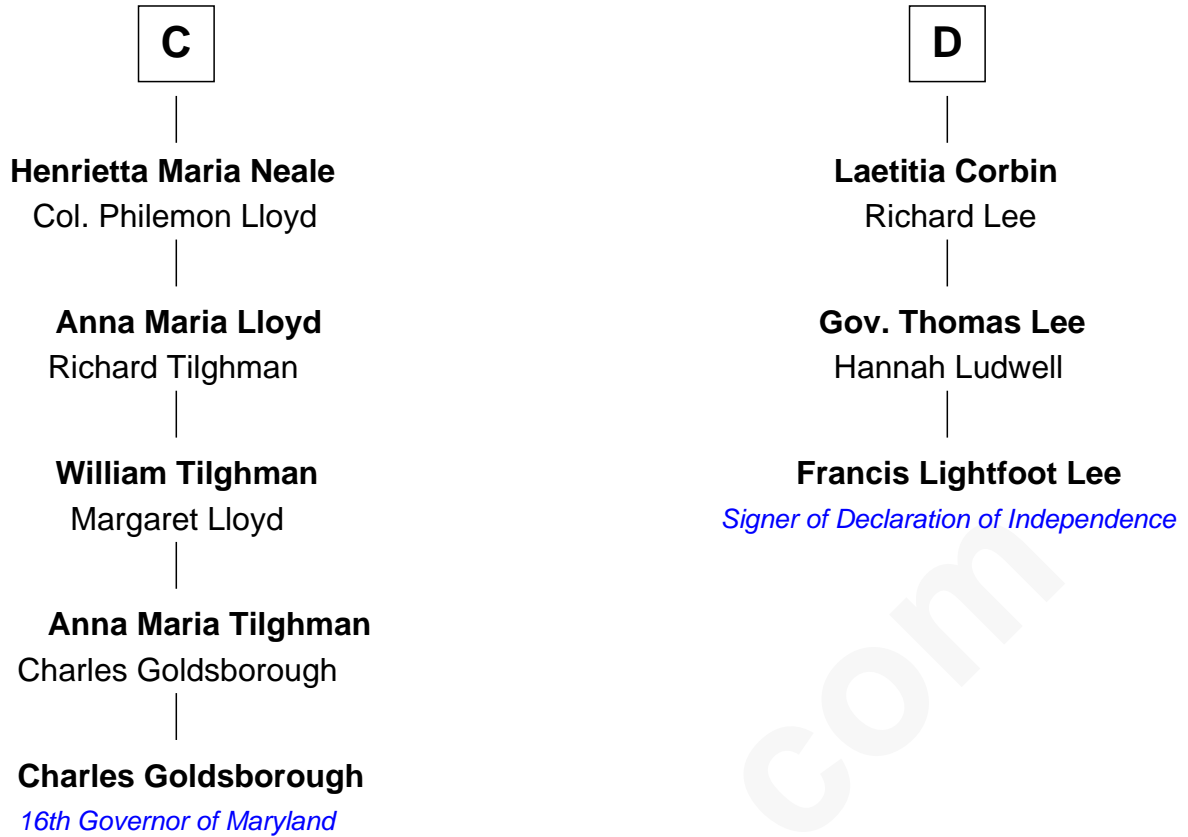 C
Henrietta Maria Neale
Col. Philemon Lloyd
Anna Maria Lloyd
Richard Tilghman
William Tilghman
Margaret Lloyd
Anna Maria Tilghman
Charles Goldsborough
Charles Goldsborough
16th Governor of Maryland
D
Laetitia Corbin
Richard Lee
Gov. Thomas Lee
Hannah Ludwell
Francis Lightfoot Lee
Signer of Declaration of Independence
com